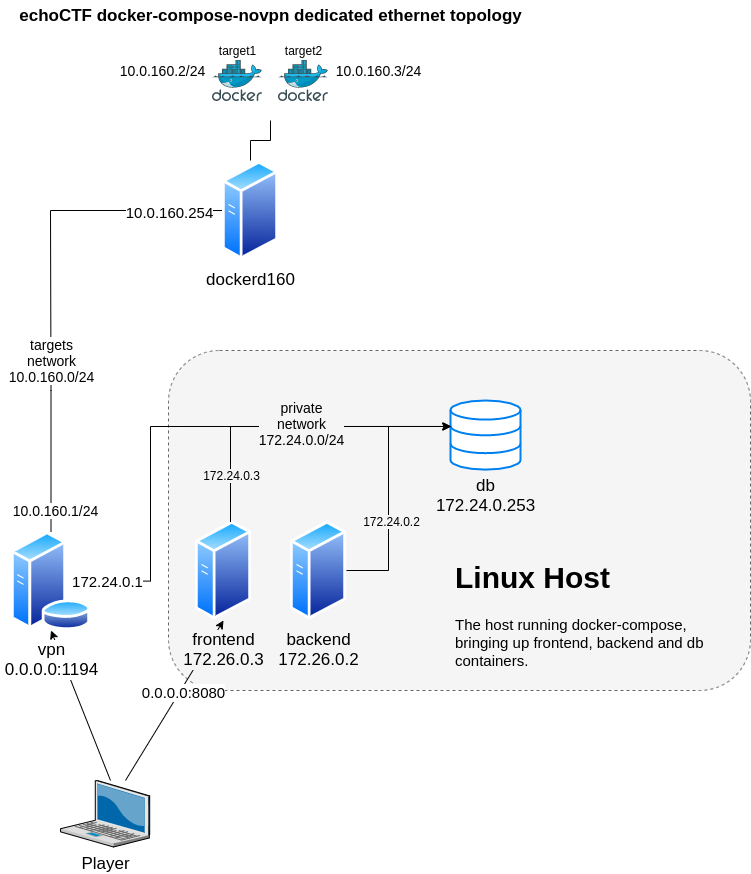 echoCTF docker-compose-novpn dedicated ethernet topology
target1
target2
10.0.160.2/24
10.0.160.3/24
docker
docker
10.0.160.254
dockerd160
targets
network
10.0.160.0/24
private
network
172.24.0.0/24
172.24.0.3
db
172.24.0.253
10.0.160.1/24
172.24.0.2
172.24.0.1
Linux Host
The host running docker-compose,
bringing up frontend, backend and db
containers.
frontend
172.26.0.3
backend
172.26.0.2
vpn
0.0.0.0:1194
0.0.0.0:8080
Player